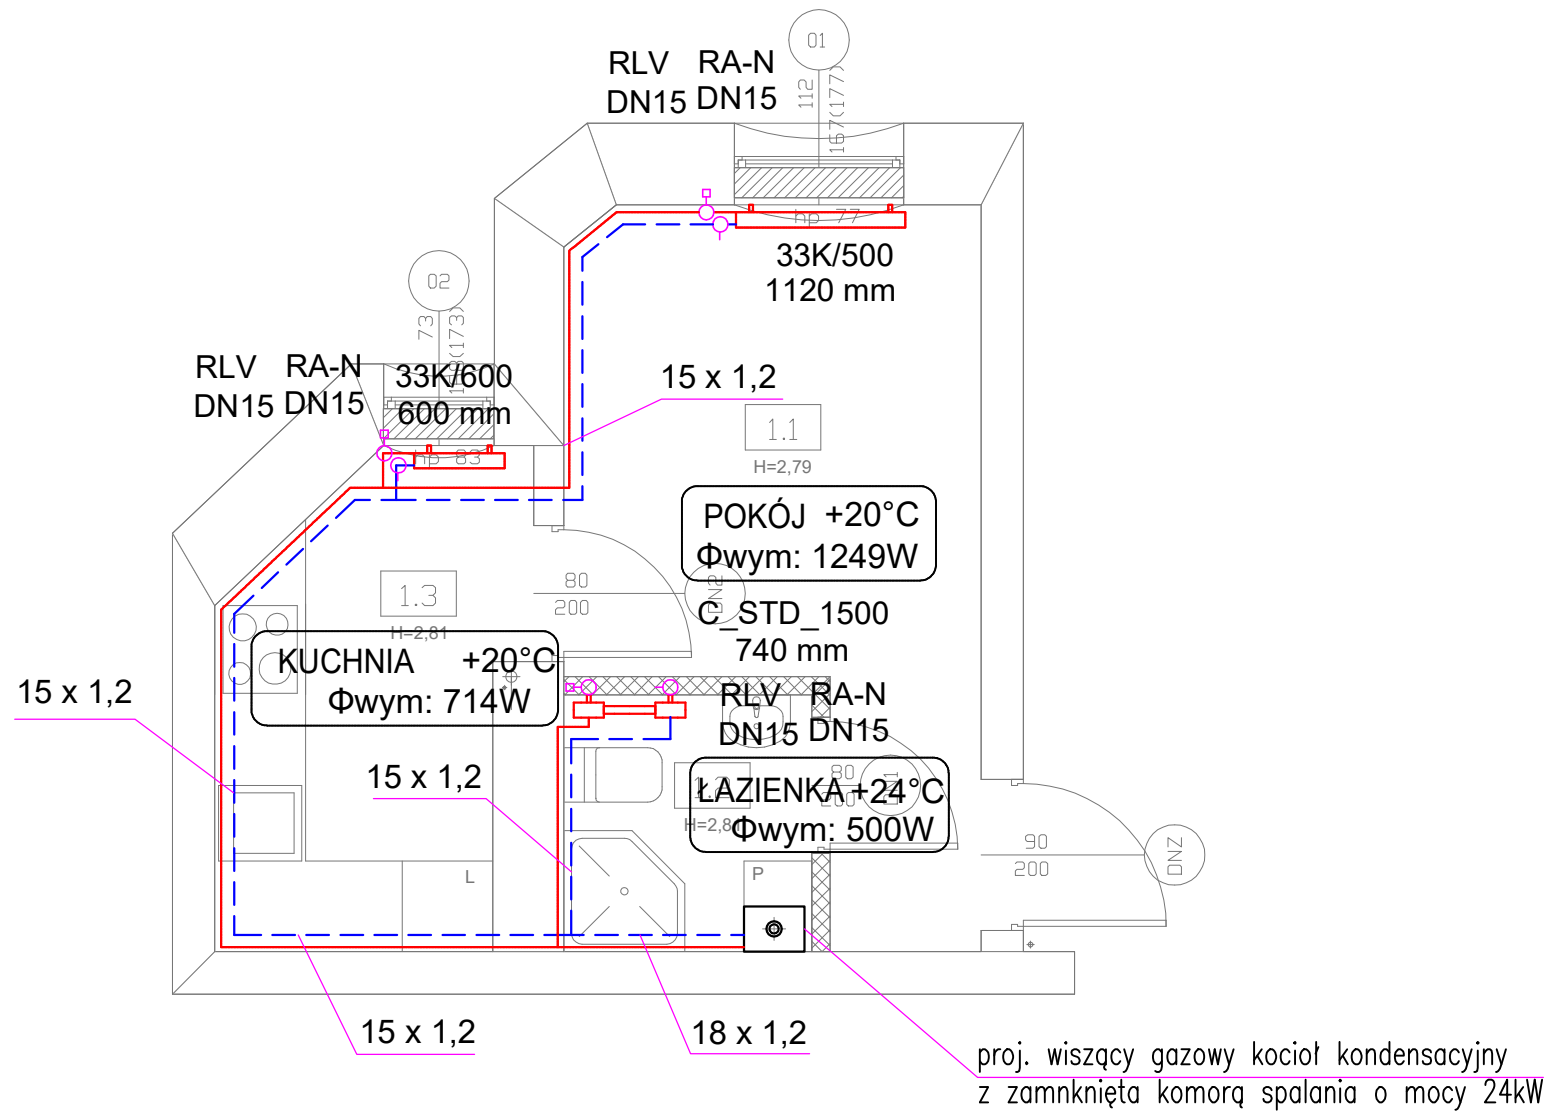 01
RLV RA-N
DN15 DN15
112
167(177)
hp 77
33K/500
1120 mm
02
73
RLV RA-N
DN15 DN15
33K/600
600 mm
hp 83
15 x 1,2
1.1
H=2,79
POKÓJ +20°C
Φwym: 1249W
80
200
DN2
1.3
H=2,81
C_STD_1500
740 mm
KUCHNIA +20°C
Φwym: 714W
15 x 1,2
RLV RA-N
DN15 DN15
15 x 1,2
80
200
DN1
ŁAZIENKA +24°C
H=2,81
Φwym: 500W
90
200
DNZ
L
P
15 x 1,2
18 x 1,2
proj. wiszący gazowy kocioł kondensacyjny
z zamnknięta komorą spalania o mocy 24kW